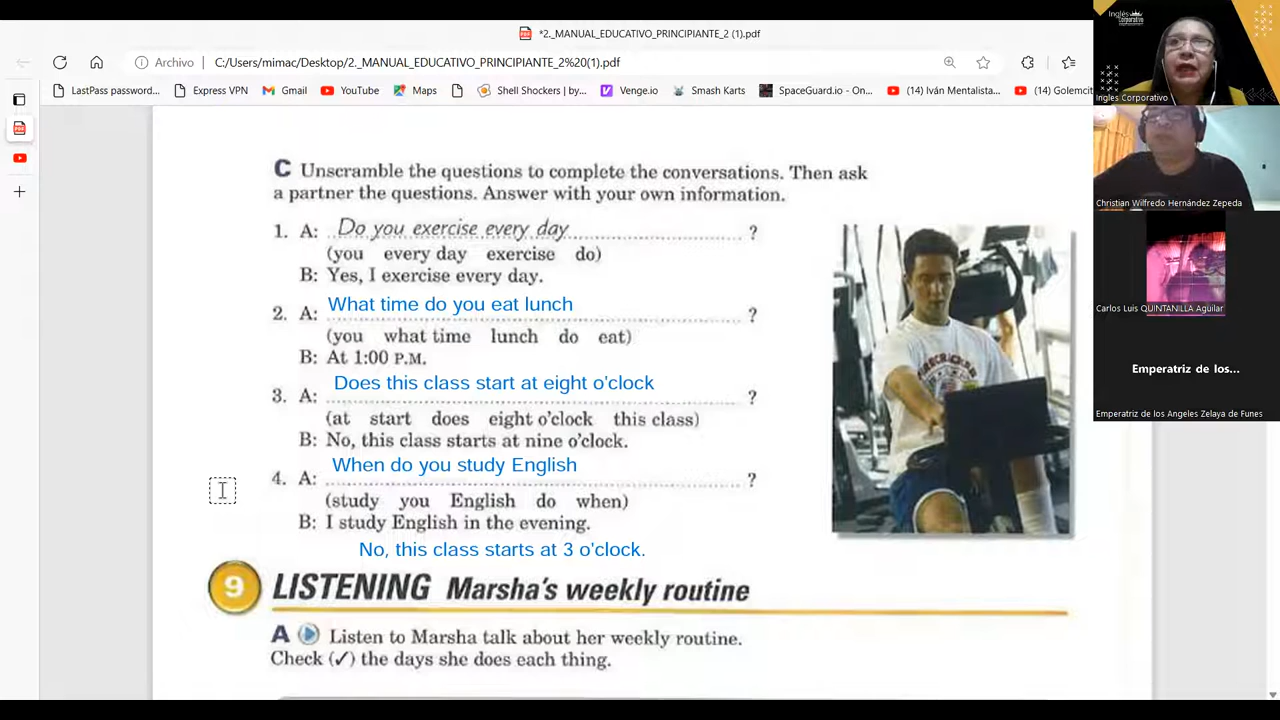 *2._MANUAL_EDUCATIVO_PRINCIPIANTE_2 (1).pdf
Archivo
C:/Users/mimac/Desktop/2._MANUAL_EDUCATIVO_PRINCIPIANTE_2%20(1).pdf
LastPass password...
Express VPN
Gmail
YouTube
Maps
Shell Shockers | by...
Venge.io
Smash Karts
SpaceGuard.io - On...
(14) Iván Mentalista...
(14) Golemcit
C Unscramble the questions to complete the conversations. Then ask
a partner the questions. Answer with your own information.
1. A: Do you exercise every day ?
(you every day exercise do)
B: Yes, I exercise every day.
What time do you eat lunch
2. A: ?
(you what time lunch do eat)
B: At 1:00 P.M.
Does this class start at eight o'clock
3. A: ?
(at start does eight o'clock this class)
B: No, this class starts at nine o'clock.
When do you study English
4. A: ?
(study you English do when)
B: I study English in the evening.
No, this class starts at 3 o'clock.
9 LISTENING Marsha's weekly routine
A Listen to Marsha talk about her weekly routine.
Check (✓) the days she does each thing.
Inglés
Corporativo
Ingles Corporativo
Christian Wilfredo Hernández Zepeda
Carlos Luis QUINTANILLA Aguilar
Emperatriz de los...
Emperatriz de los Angeles Zelaya de Funes